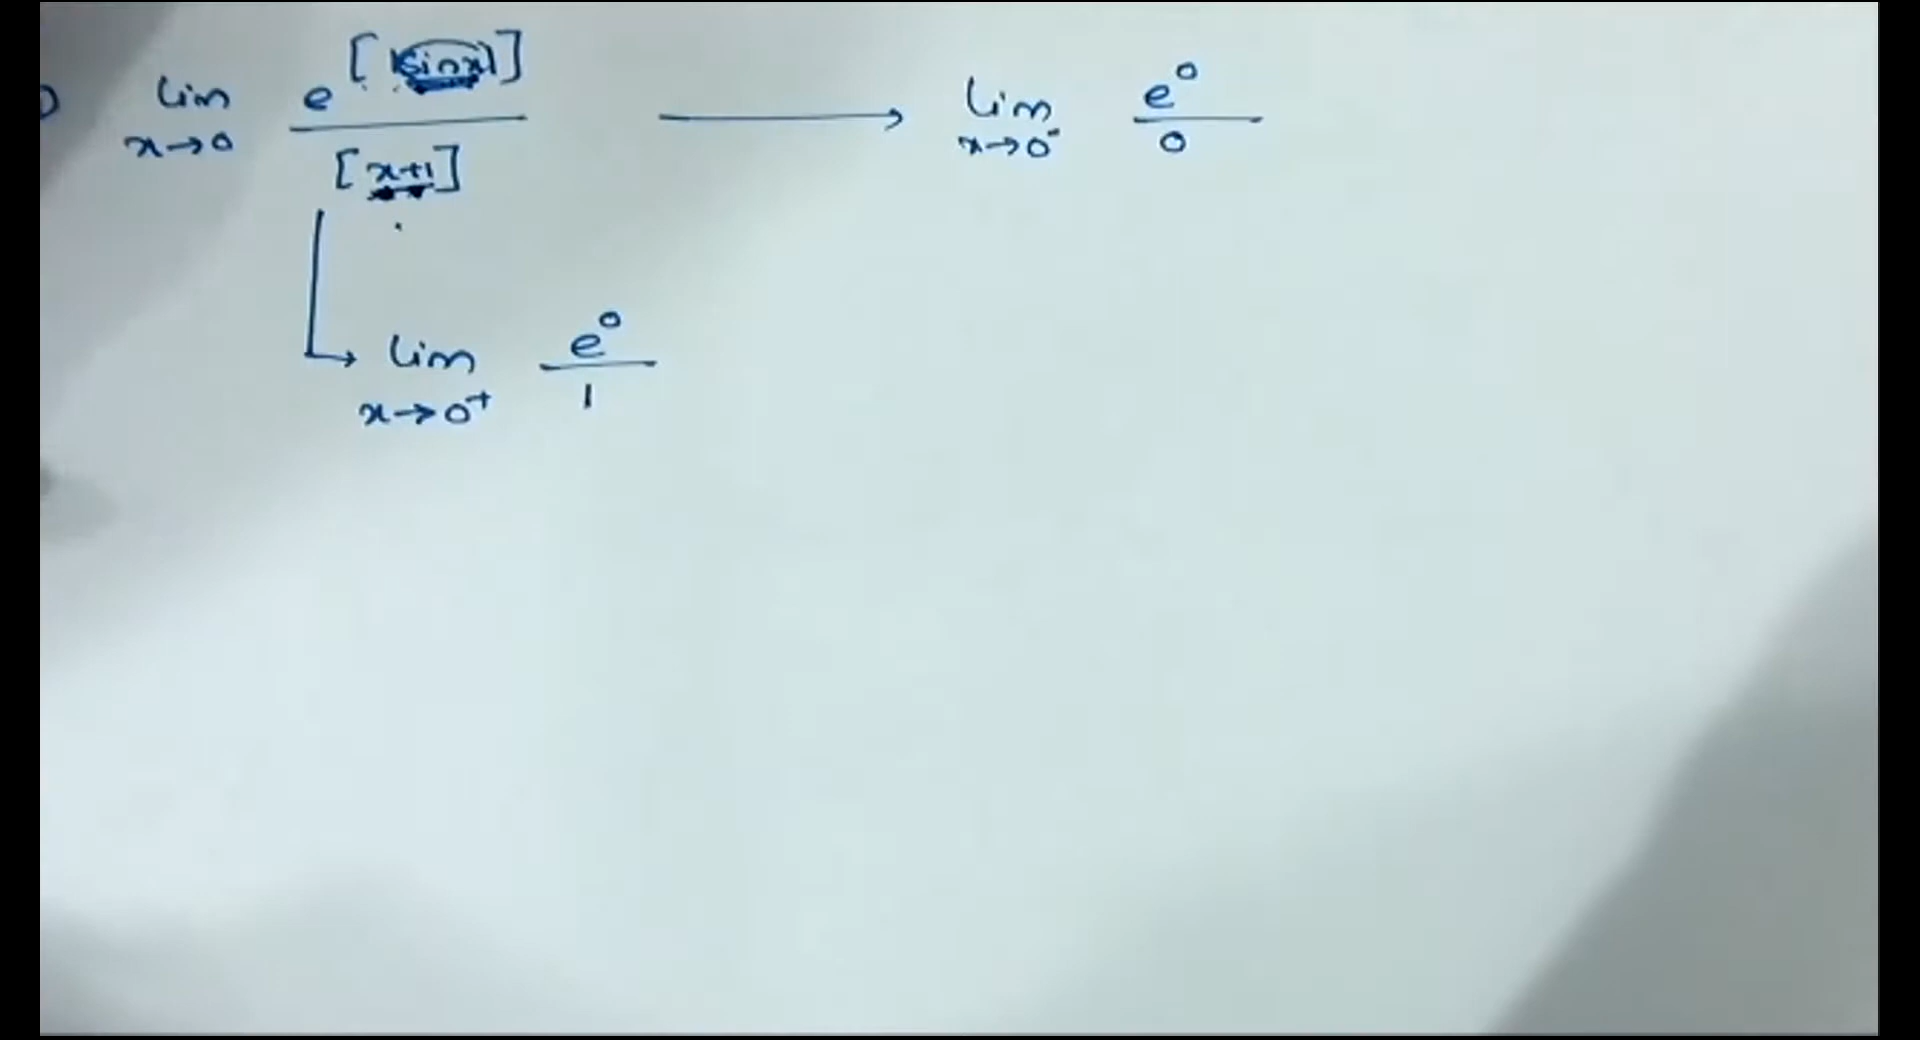 ) lim x→0 e^[|sinx|] / [x+1] → lim x→0⁻ e^0 / 0
lim x→0⁺ e^0 / 1